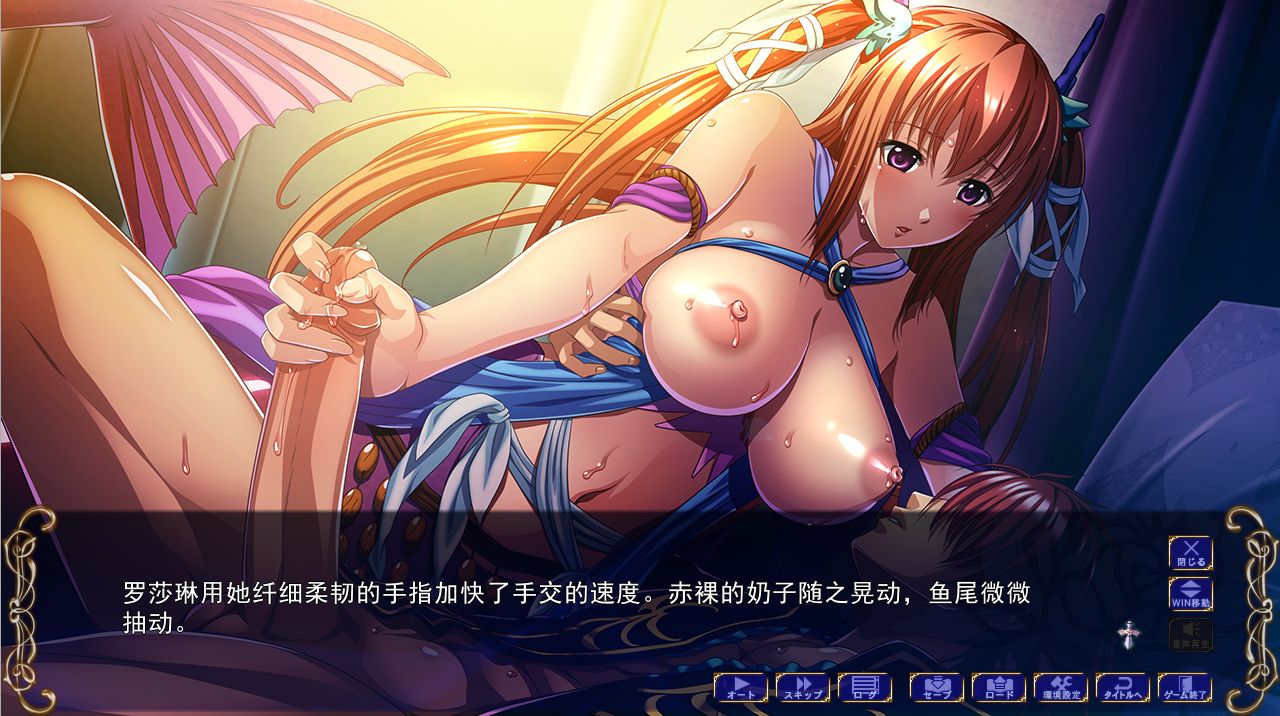 罗莎琳用她纤细柔韧的手指加快了手交的速度。赤裸的奶子随之晃动，鱼尾微微
抽动。
閉じる
WIN移動
音声再生
オート
スキップ
ログ
セーブ
ロード
環境設定
タイトルへ
ゲーム終了